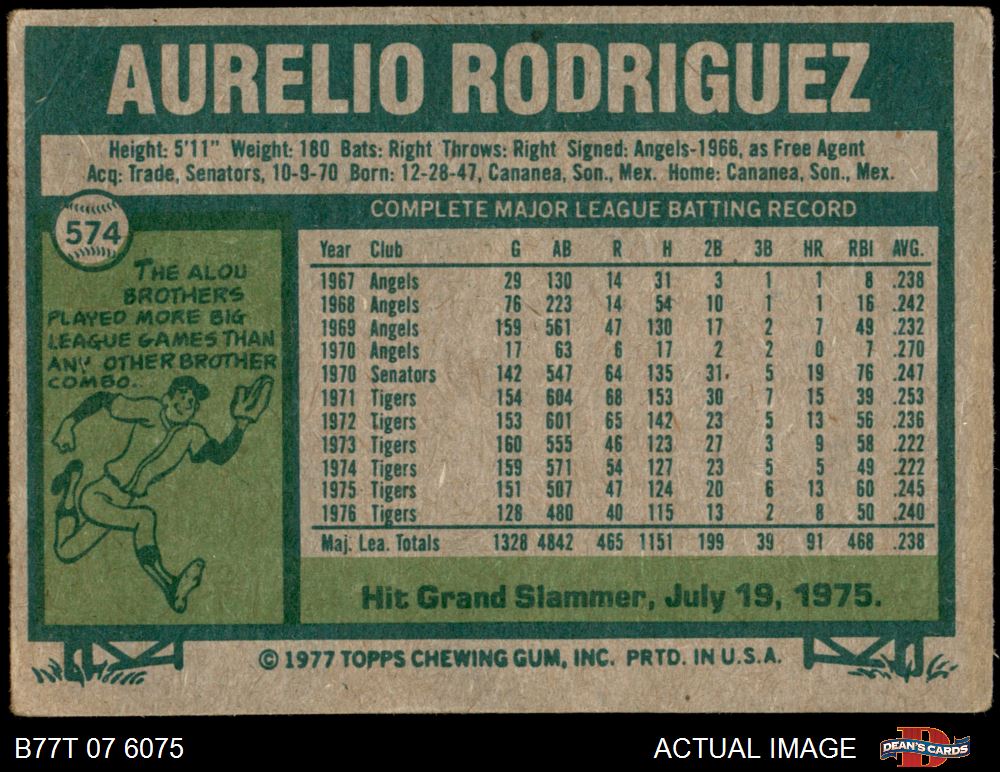 AURELIO RODRIGUEZ
Height: 5'11" Weight: 180 Bats: Right Throws: Right Signed: Angels-1966, as Free Agent
Acq: Trade, Senators, 10-9-70 Born: 12-28-47, Cananea, Son., Mex. Home: Cananea, Son., Mex.
574
THE ALOU
BROTHERS
PLAYED MORE BIG
LEAGUE GAMES THAN
ANY OTHER BROTHER
COMBO.
COMPLETE MAJOR LEAGUE BATTING RECORD
Year Club G AB R H 2B 3B HR RBI AVG.
1967 Angels 29 130 14 31 3 1 1 8 .238
1968 Angels 76 223 14 54 10 1 1 16 .242
1969 Angels 159 561 47 130 17 2 7 49 .232
1970 Angels 17 63 6 17 2 2 0 7 .270
1970 Senators 142 547 64 135 31 5 19 76 .247
1971 Tigers 154 604 68 153 30 7 15 39 .253
1972 Tigers 153 601 65 142 23 5 13 56 .236
1973 Tigers 160 555 46 123 27 3 9 58 .222
1974 Tigers 159 571 54 127 23 5 5 49 .222
1975 Tigers 151 507 47 124 20 6 13 60 .245
1976 Tigers 128 480 40 115 13 2 8 50 .240
Maj. Lea. Totals 1328 4842 465 1151 199 39 91 468 .238
Hit Grand Slammer, July 19, 1975.
© 1977 TOPPS CHEWING GUM, INC. PRTD. IN U.S.A.
B77T 07 6075
ACTUAL IMAGE
DEAN'S CARDS